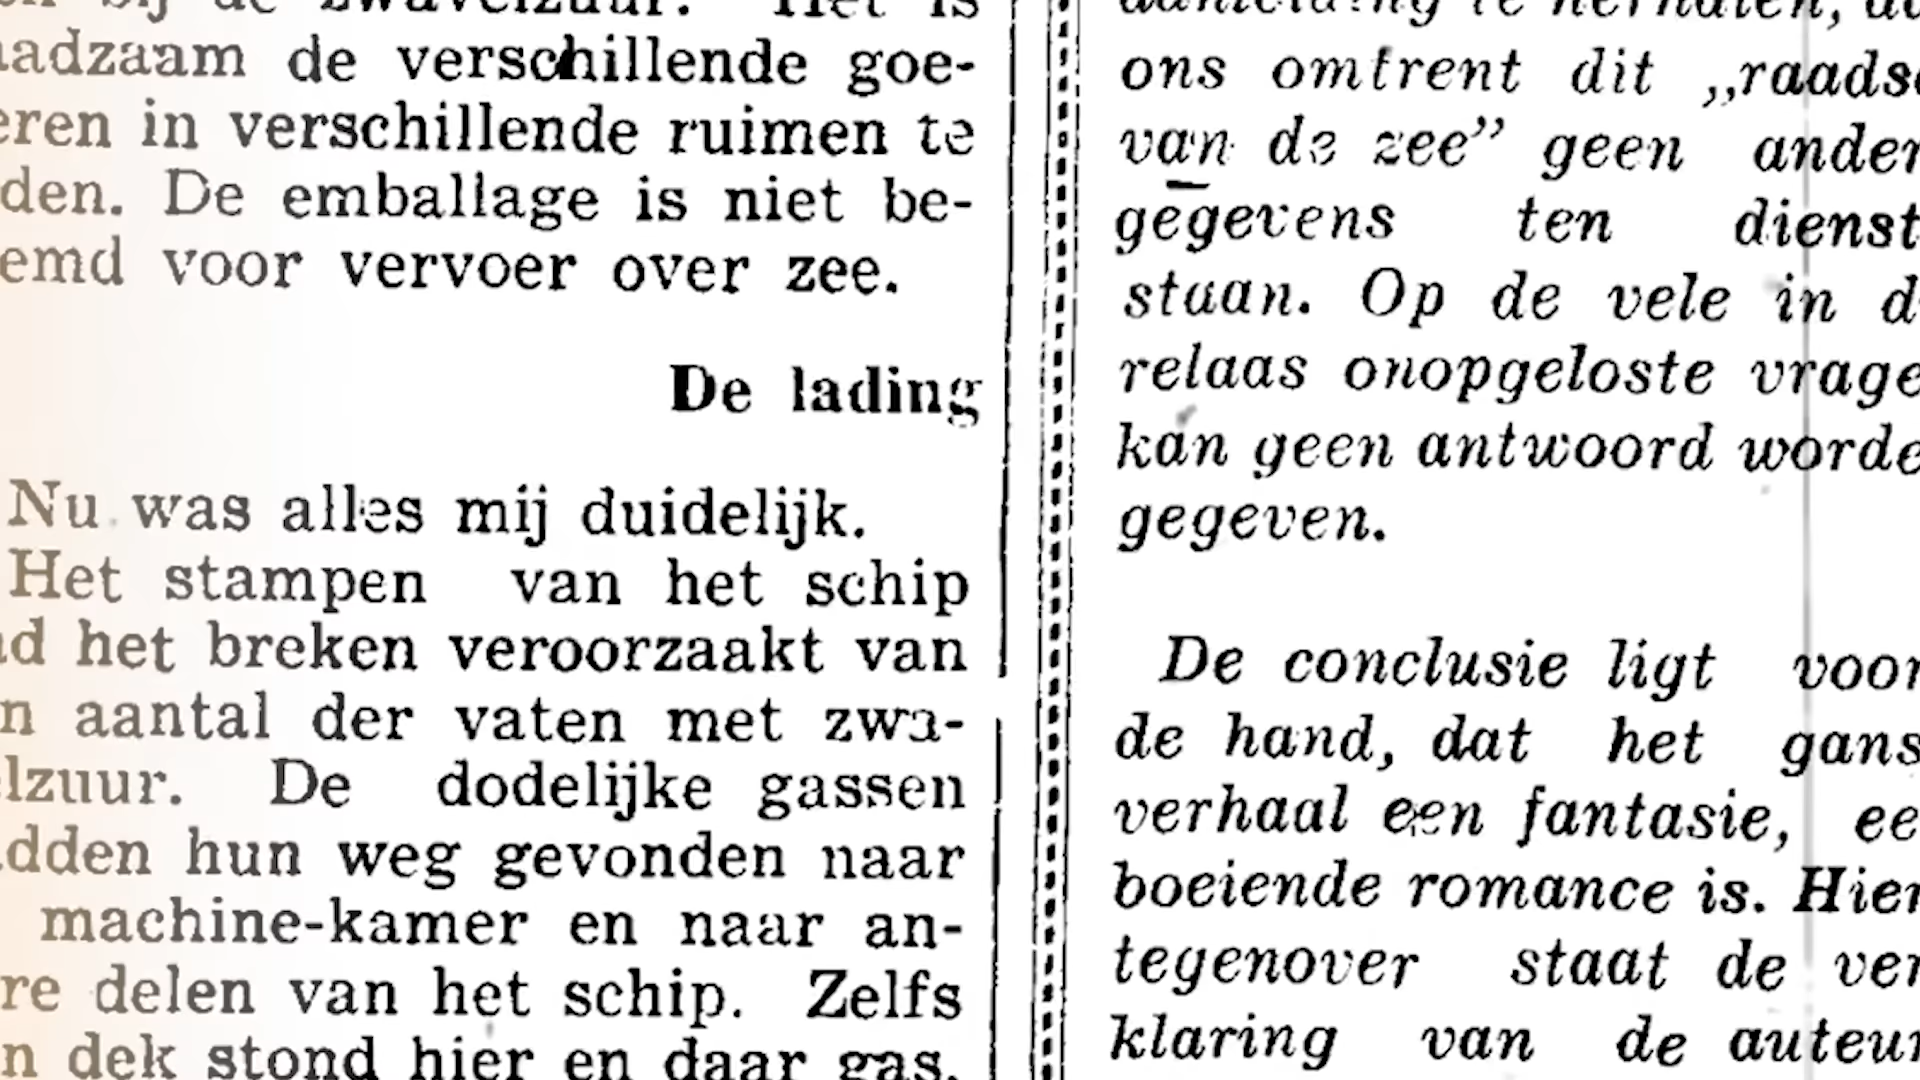 bij de zwavelzuur. Het is
de verschillende goe-
in verschillende ruimen te
den. De emballage is niet be-
emd voor vervoer over zee.
De lading
Nu was alles mij duidelijk.
Het stampen van het schip
het breken veroorzaakt van
n aantal der vaten met zwa-
lzuur. De dodelijke gassen
dden hun weg gevonden naar
machine-kamer en naar an-
re delen van het schip. Zelfs
n dek stond hier en daar gas.
te herhalen,
ons omtrent dit „raads
van de zee” geen ander
gegevens ten dienst
staan. Op de vele in d
relaas onopgeloste vrage
kan geen antwoord worde
gegeven.
De conclusie ligt voor
de hand, dat het gans
verhaal een fantasie, ee
boeiende romance is. Hier
tegenover staat de ver
klaring van de auteur